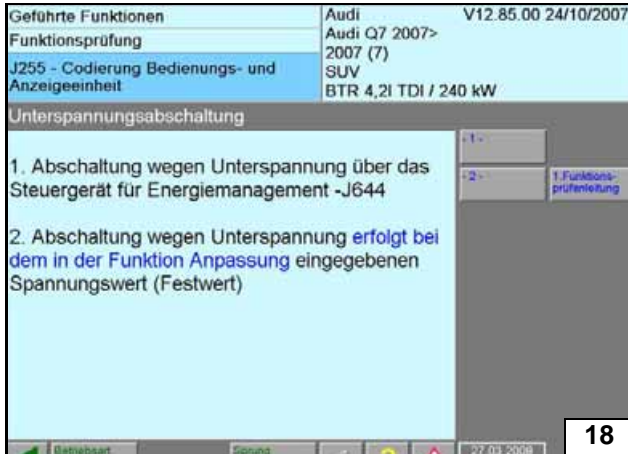 Geführte Funktionen
Funktionsprüfung
J255 - Codierung Bedienungs- und
Anzeigeeinheit
Audi
V12.85.00 24/10/2007
Audi Q7 2007>
2007 (7)
SUV
BTR 4,2l TDI / 240 kW
Unterspannungsabschaltung
1. Abschaltung wegen Unterspannung über das
Steuergerät für Energiemanagement -J644
2. Abschaltung wegen Unterspannung erfolgt bei
dem in der Funktion Anpassung eingegebenen
Spannungswert (Festwert)
- 1 -
- 2 -
1.Funktions-
prüfenleitung
Betriebsart
Sprung
27.03.2008
18